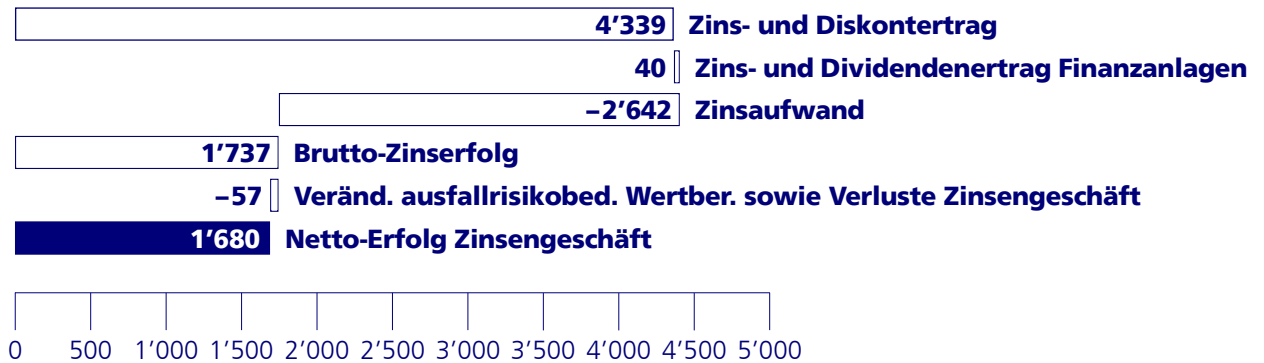 4’339 Zins- und Diskontertrag
40 Zins- und Dividendenertrag Finanzanlagen
–2’642 Zinsaufwand
1’737 Brutto-Zinserfolg
–57 Veränd. ausfallrisikobed. Wertber. sowie Verluste Zinsengeschäft
1’680 Netto-Erfolg Zinsengeschäft
0 500 1’000 1’500 2’000 2’500 3’000 3’500 4’000 4’500 5’000